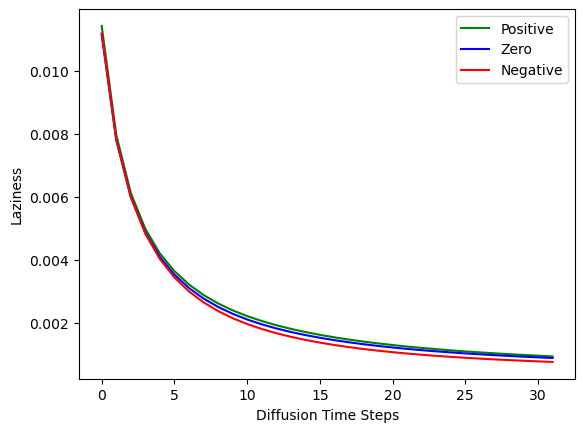 Positive
Zero
Negative
0.010
0.008
0.006
0.004
0.002
Laziness
0 5 10 15 20 25 30
Diffusion Time Steps